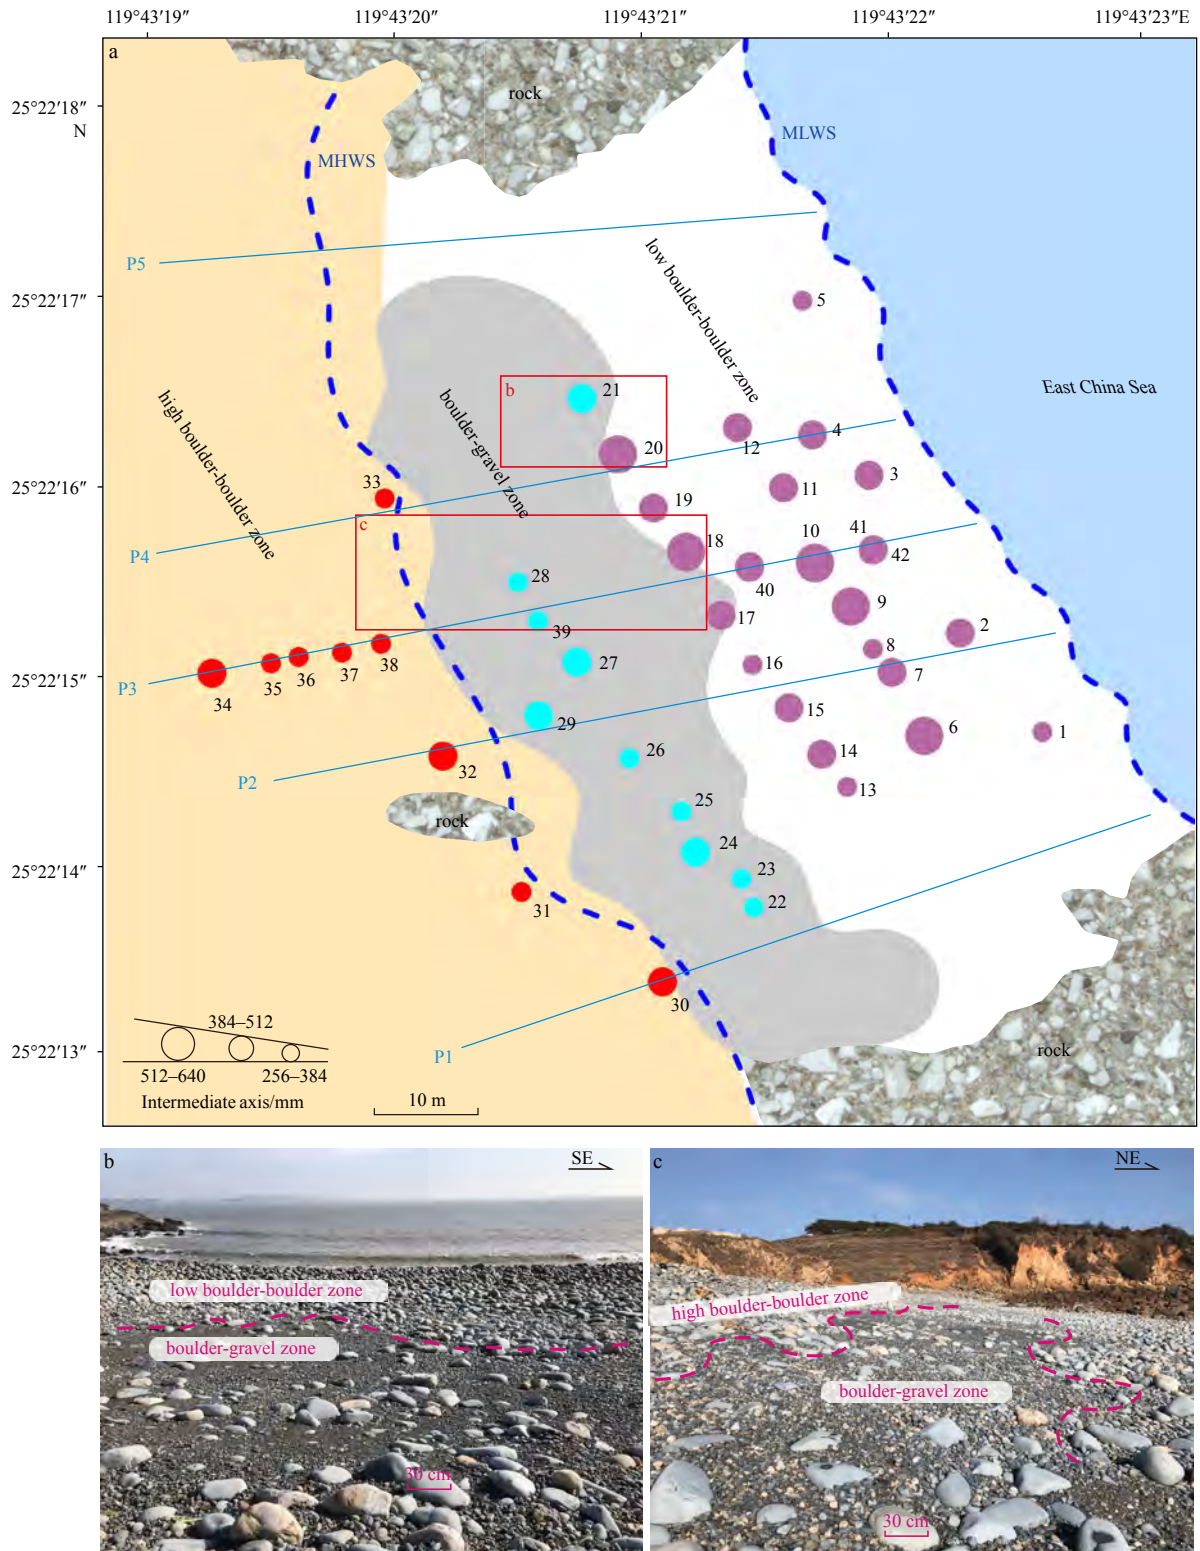 119°43′19″
119°43′20″
119°43′21″
119°43′22″
119°43′23″E
a
rock
25°22′18″
N
MHWS
MLWS
P5
low boulder-boulder zone
25°22′17″
5
East China Sea
b
21
high boulder-boulder zone
boulder-gravel zone
20
12
4
33
25°22′16″
19
11
3
c
P4
18
10
41
42
28
40
39
17
9
2
38
37
36
35
34
P3
27
16
8
7
25°22′15″
29
15
6
1
32
26
14
13
P2
rock
25
24
25°22′14″
23
22
31
30
384–512
512–640
256–384
Intermediate axis/mm
10 m
P1
25°22′13″
rock
b
SE
low boulder-boulder zone
boulder-gravel zone
30 cm
c
NE
high boulder-boulder zone
boulder-gravel zone
30 cm